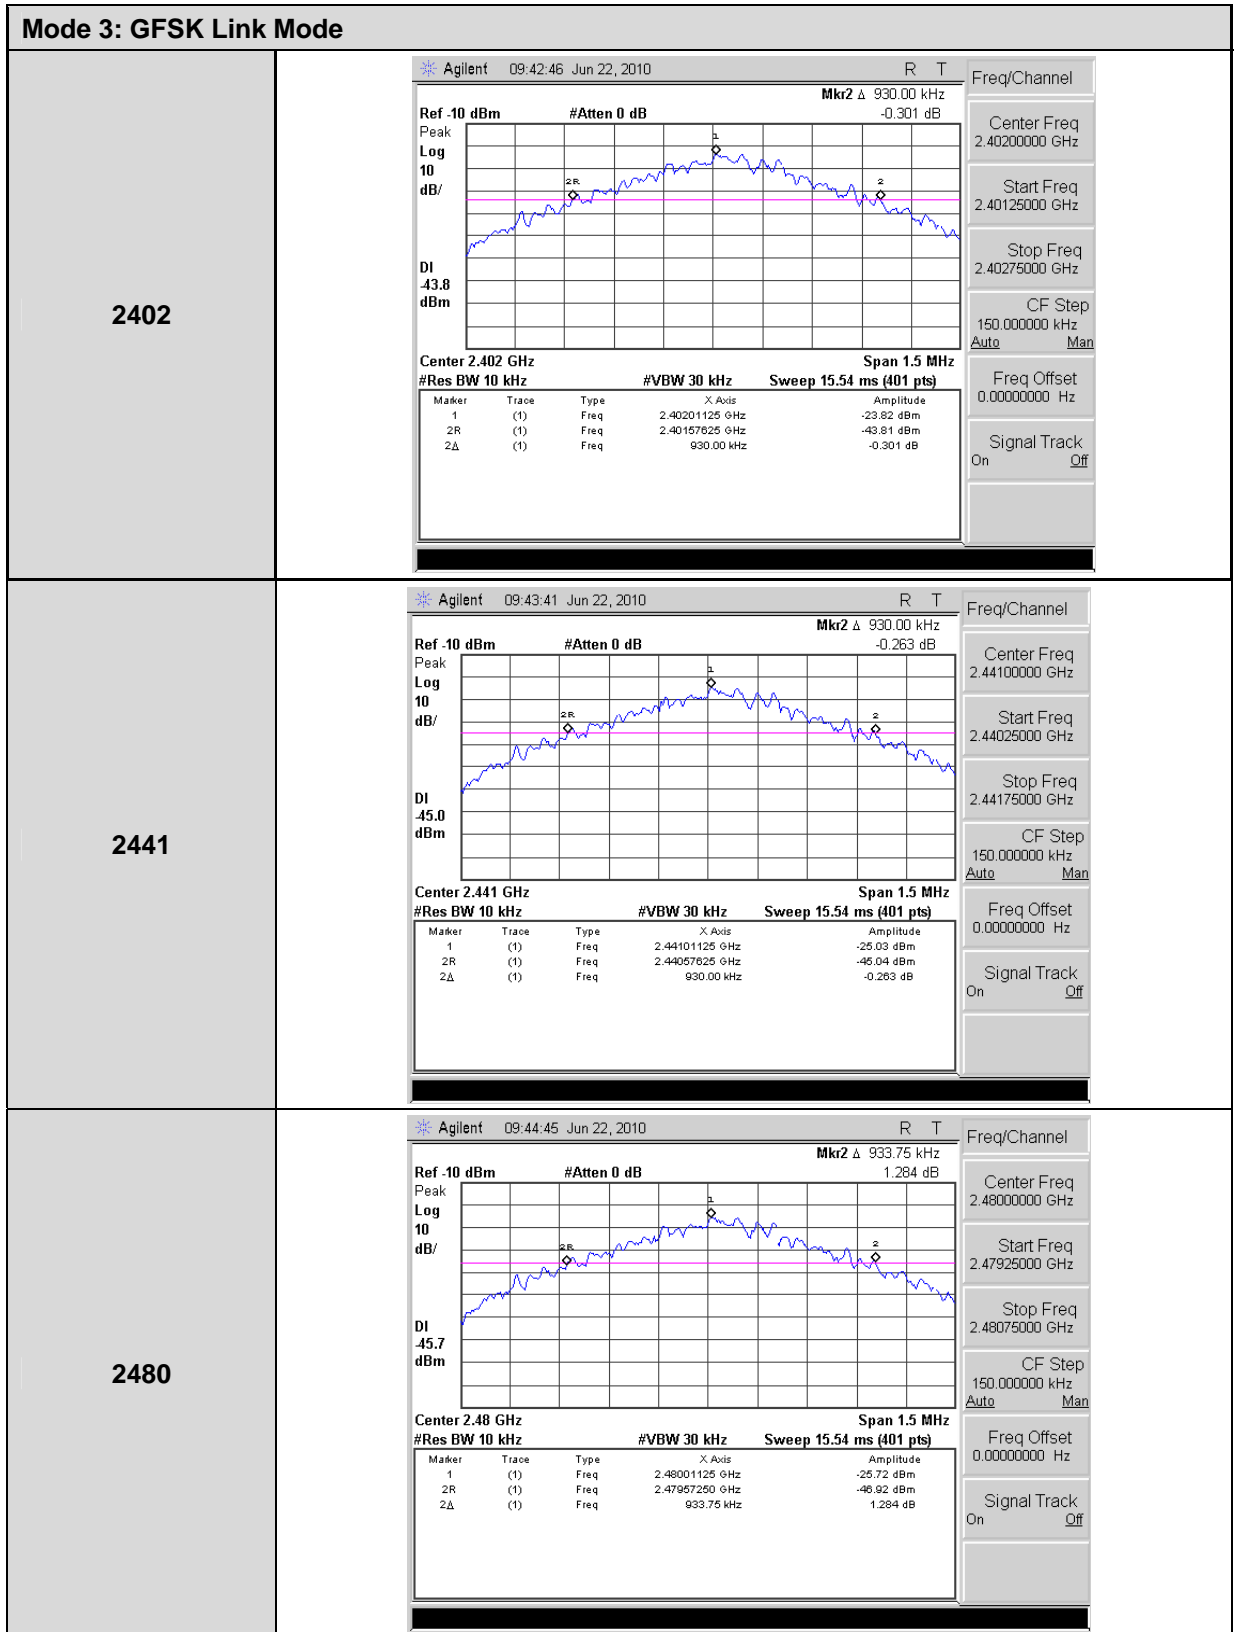 Mode 3: GFSK Link Mode
2402
Agilent 09:42:46 Jun 22, 2010 R T
Mkr2 Δ 930.00 kHz
Ref -10 dBm #Atten 0 dB -0.301 dB
Peak
Log
10
dB/
1
2R
2
DI
-43.8
dBm
Center 2.402 GHz Span 1.5 MHz
#Res BW 10 kHz #VBW 30 kHz Sweep 15.54 ms (401 pts)
Marker Trace Type X Axis Amplitude
1 (1) Freq 2.40201125 GHz -23.82 dBm
2R (1) Freq 2.40157625 GHz -43.81 dBm
2Δ (1) Freq 930.00 kHz -0.301 dB
Freq/Channel
Center Freq
2.40200000 GHz
Start Freq
2.40125000 GHz
Stop Freq
2.40275000 GHz
CF Step
150.000000 kHz
Auto Man
Freq Offset
0.00000000 Hz
Signal Track
On Off
2441
Agilent 09:43:41 Jun 22, 2010 R T
Mkr2 Δ 930.00 kHz
Ref -10 dBm #Atten 0 dB -0.263 dB
Peak
Log
10
dB/
1
2R
2
DI
-45.0
dBm
Center 2.441 GHz Span 1.5 MHz
#Res BW 10 kHz #VBW 30 kHz Sweep 15.54 ms (401 pts)
Marker Trace Type X Axis Amplitude
1 (1) Freq 2.44101125 GHz -25.03 dBm
2R (1) Freq 2.44057625 GHz -45.04 dBm
2Δ (1) Freq 930.00 kHz -0.263 dB
Freq/Channel
Center Freq
2.44100000 GHz
Start Freq
2.44025000 GHz
Stop Freq
2.44175000 GHz
CF Step
150.000000 kHz
Auto Man
Freq Offset
0.00000000 Hz
Signal Track
On Off
2480
Agilent 09:44:45 Jun 22, 2010 R T
Mkr2 Δ 933.75 kHz
Ref -10 dBm #Atten 0 dB 1.284 dB
Peak
Log
10
dB/
1
2R
2
DI
-45.7
dBm
Center 2.48 GHz Span 1.5 MHz
#Res BW 10 kHz #VBW 30 kHz Sweep 15.54 ms (401 pts)
Marker Trace Type X Axis Amplitude
1 (1) Freq 2.48001125 GHz -25.72 dBm
2R (1) Freq 2.47957250 GHz -46.92 dBm
2Δ (1) Freq 933.75 kHz 1.284 dB
Freq/Channel
Center Freq
2.48000000 GHz
Start Freq
2.47925000 GHz
Stop Freq
2.48075000 GHz
CF Step
150.000000 kHz
Auto Man
Freq Offset
0.00000000 Hz
Signal Track
On Off